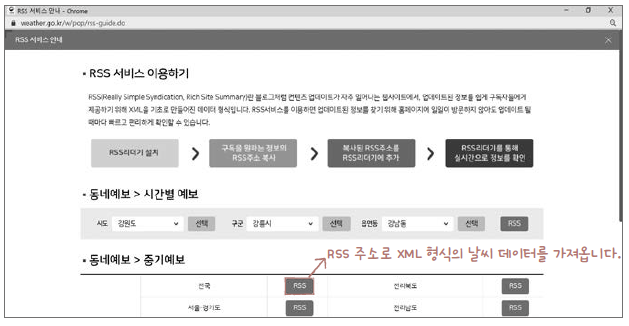 RSS 서비스 안내 - Chrome
weather.go.kr/w/pop/rss-guide.do
RSS 서비스 안내
RSS 서비스 이용하기
RSS(Really Simple Syndication, Rich Site Summary)란 블로그처럼 컨텐츠 업데이트가 자주 일어나는 웹사이트에서, 업데이트된 정보를 쉽게 구독자들에게
제공하기 위해 XML을 기초로 만들어진 데이터 형식입니다. RSS서비스를 이용하면 업데이트된 정보를 찾기 위해 홈페이지에 일일이 방문하지 않아도 업데이트 될
때마다 빠르고 편리하게 확인할 수 있습니다.
RSS리더기 설치
구독을 원하는 정보의
RSS주소 복사
복사된 RSS주소를
RSS리더기에 추가
RSS리더기를 통해
실시간으로 정보를 확인
동네예보 > 시간별 예보
시도 강원도 선택 구군 강릉시 선택 읍면동 강남동 선택 RSS
동네예보 > 중기예보
RSS 주소로 XML 형식의 날씨 데이터를 가져옵니다.
전국 RSS 전라북도 RSS
서울·경기도 RSS 전라남도 RSS